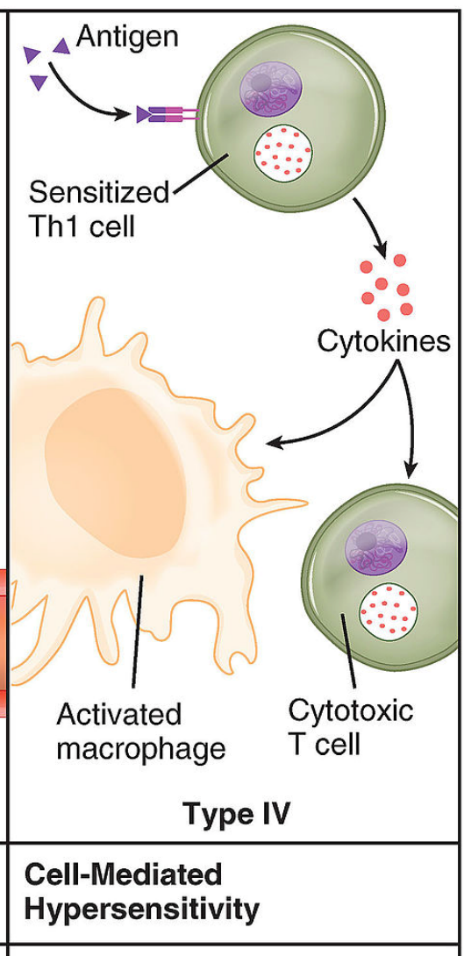 Antigen
Sensitized
Th1 cell
Cytokines
Activated
macrophage
Cytotoxic
T cell
Type IV
Cell-Mediated
Hypersensitivity